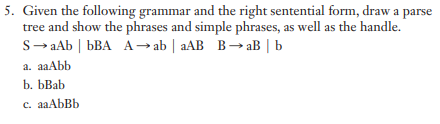 5. Given the following grammar and the right sentential form, draw a parse
tree and show the phrases and simple phrases, as well as the handle.
S → aAb | bBA A → ab | aAB B → aB | b
a. aaAbb
b. bBab
c. aaAbBb